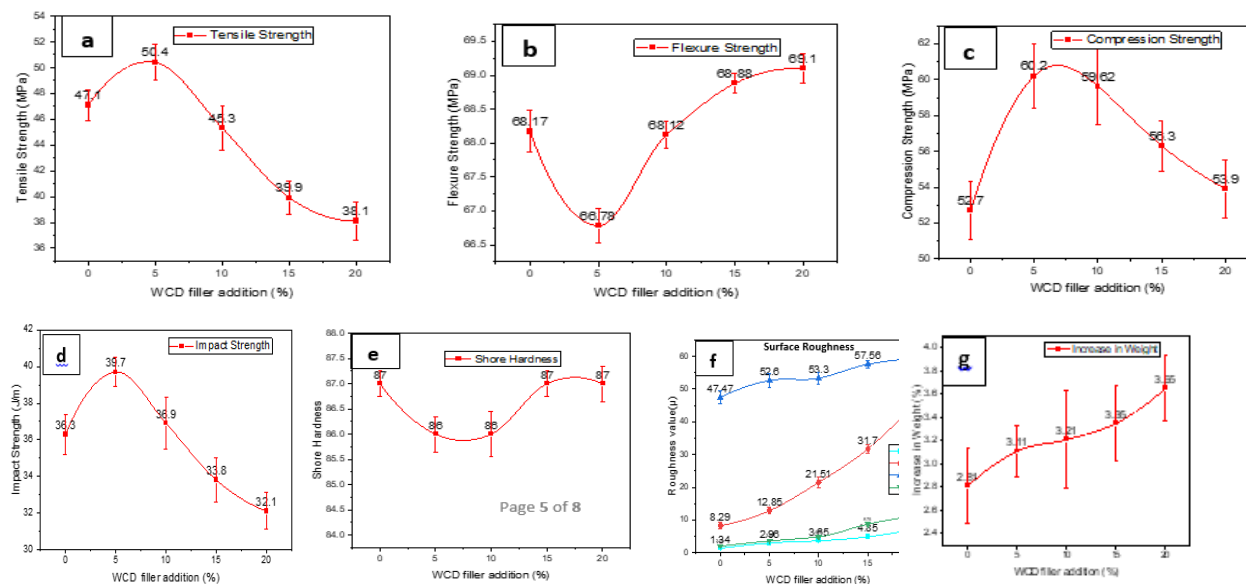 a
Tensile Strength
Tensile Strength (MPa)
54
52
50
48
46
44
42
40
38
36
47.1
50.4
45.3
39.9
38.1
0 5 10 15 20
WCD filler addition (%)
b
Flexure Strength
Flexure Strength (MPa)
69.5
69.0
68.5
68.0
67.5
67.0
66.5
68.17
66.78
68.12
68.88
69.1
0 5 10 15 20
WCD filler addition (%)
c
Compression Strength
Compression Strength (MPa)
62
60
58
56
54
52
50
52.7
60.2
59.62
56.3
53.9
0 5 10 15 20
WCD filler addition (%)
d
Impact Strength
Impact Strength (J/m)
42
40
38
36
34
32
30
36.3
39.7
36.9
33.8
32.1
0 5 10 15 20
WCD filler addition (%)
e
Shore Hardness
Shore Hardness
88.0
87.5
87.0
86.5
86.0
85.5
85.0
84.5
84.0
87
86
86
87
87
Page 5 of 8
0 5 10 15 20
WCD filler addition (%)
f
Surface Roughness
Roughness value(μ)
60
50
40
30
20
10
0
47.47
52.6
53.3
57.56
8.29
12.85
21.51
31.7
1.34
2.96
3.65
4.85
0 5 10 15
WCD filler addition (%)
g
Increase in Weight
Increase in Weight (%)
4.0
3.8
3.6
3.4
3.2
3.0
2.8
2.6
2.4
2.81
3.11
3.21
3.35
3.65
0 5 10 15 20
WCD filler addition (%)